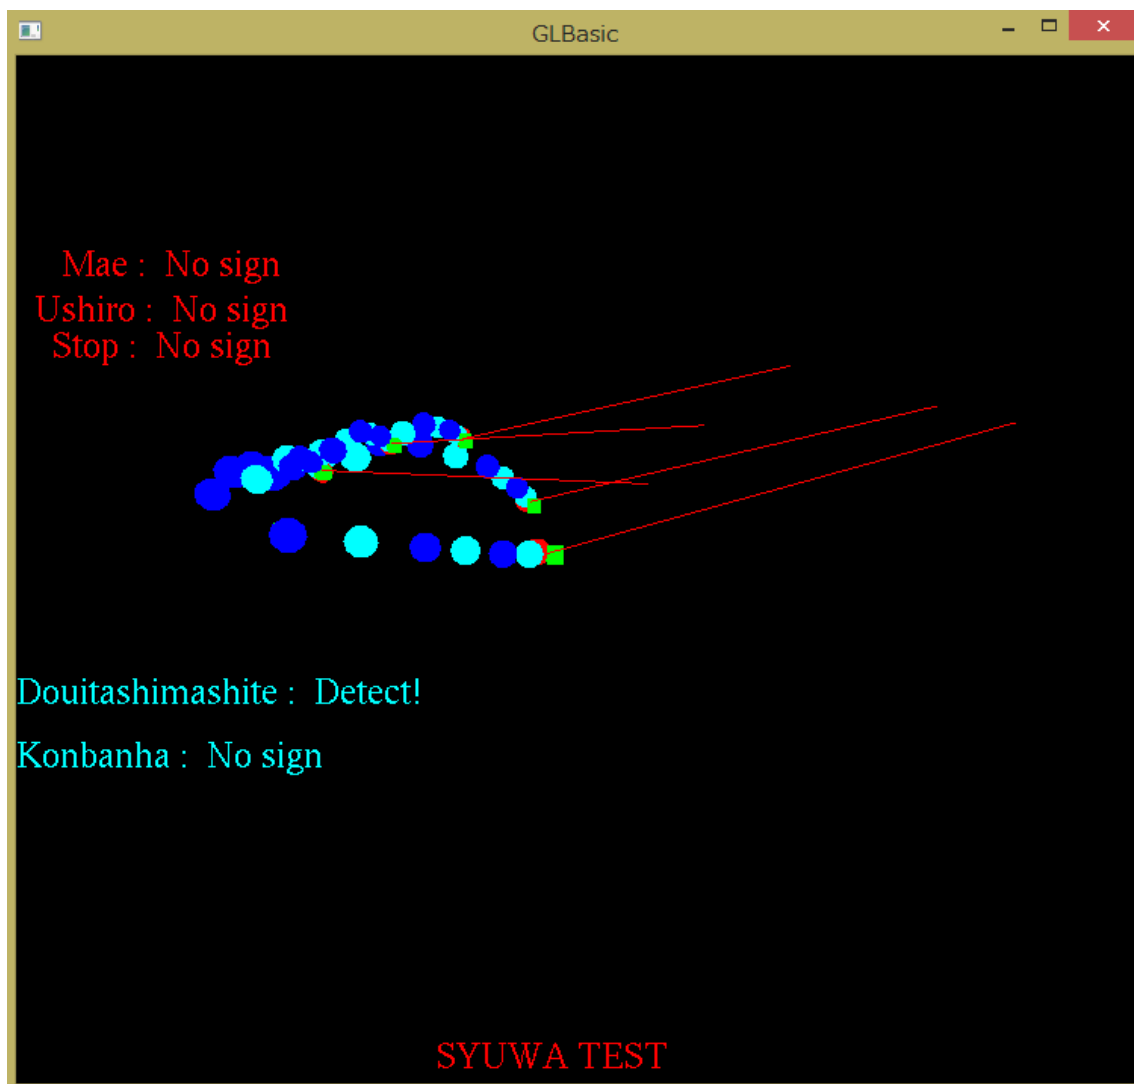 GLBasic
Mae : No sign
Ushiro : No sign
Stop : No sign
Douitashimashite : Detect!
Konbanha : No sign
SYUWA TEST